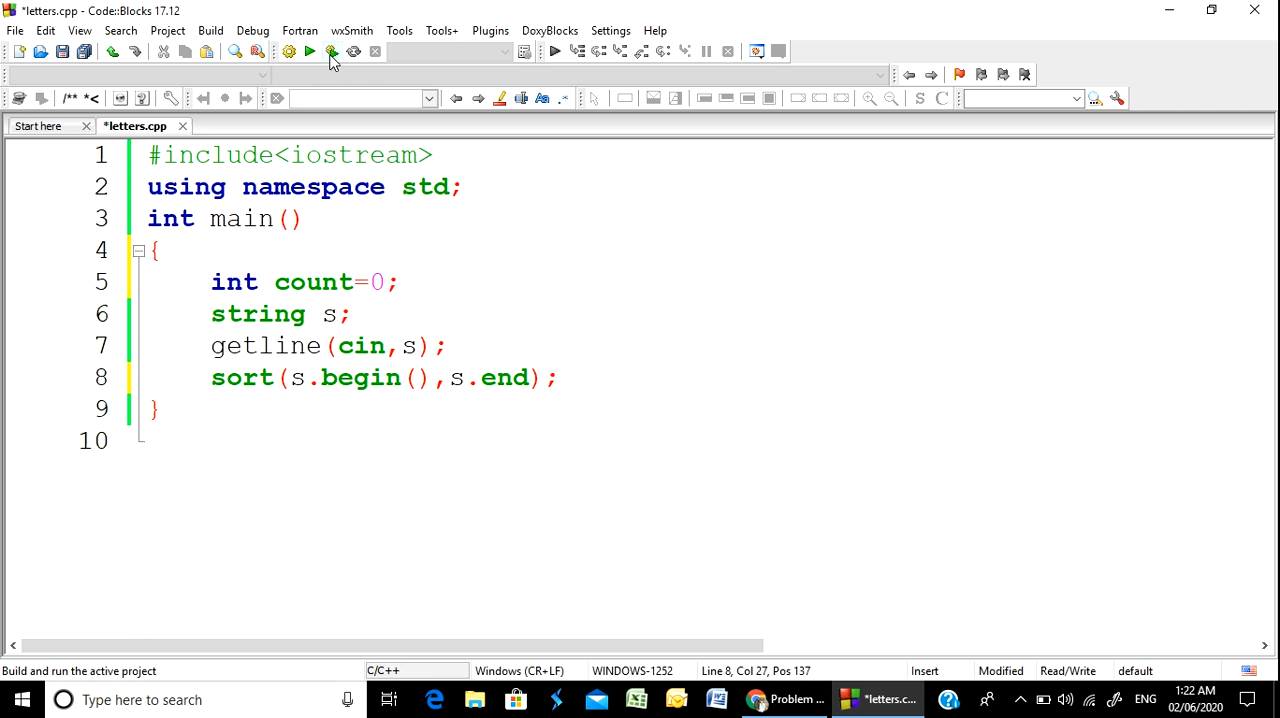 *letters.cpp - Code::Blocks 17.12
File Edit View Search Project Build Debug Fortran wxSmith Tools Tools+ Plugins DoxyBlocks Settings Help
/** *<
S C
Start here *letters.cpp
1 #include<iostream>
2 using namespace std;
3 int main()
4 {
5 int count=0;
6 string s;
7 getline(cin,s);
8 sort(s.begin(),s.end);
9 }
10
Build and run the active project C/C++ Windows (CR+LF) WINDOWS-1252 Line 8, Col 27, Pos 137 Insert Modified Read/Write default
Type here to search Problem ... *letters.c... ENG 1:22 AM
02/06/2020